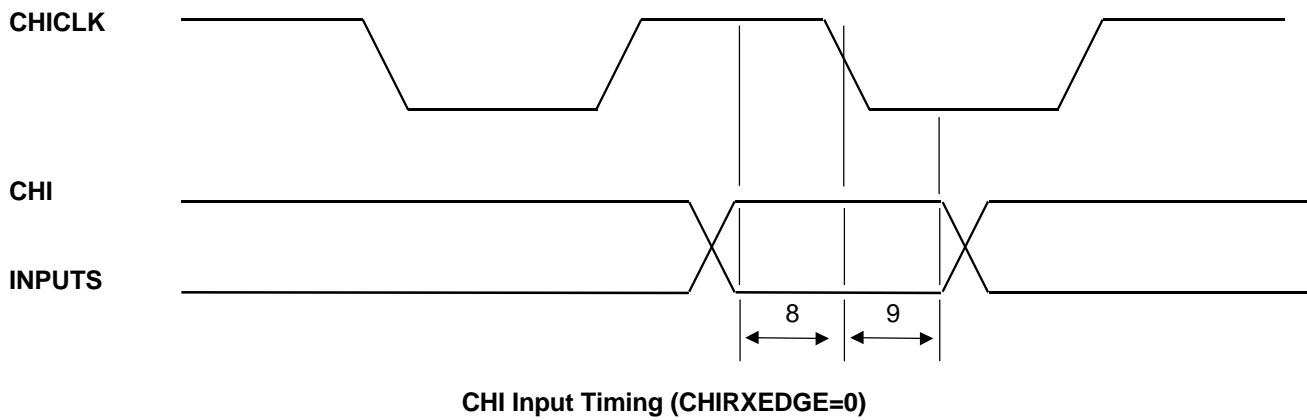 CHICLK
CHI
INPUTS
8 9
CHI Input Timing (CHIRXEDGE=0)